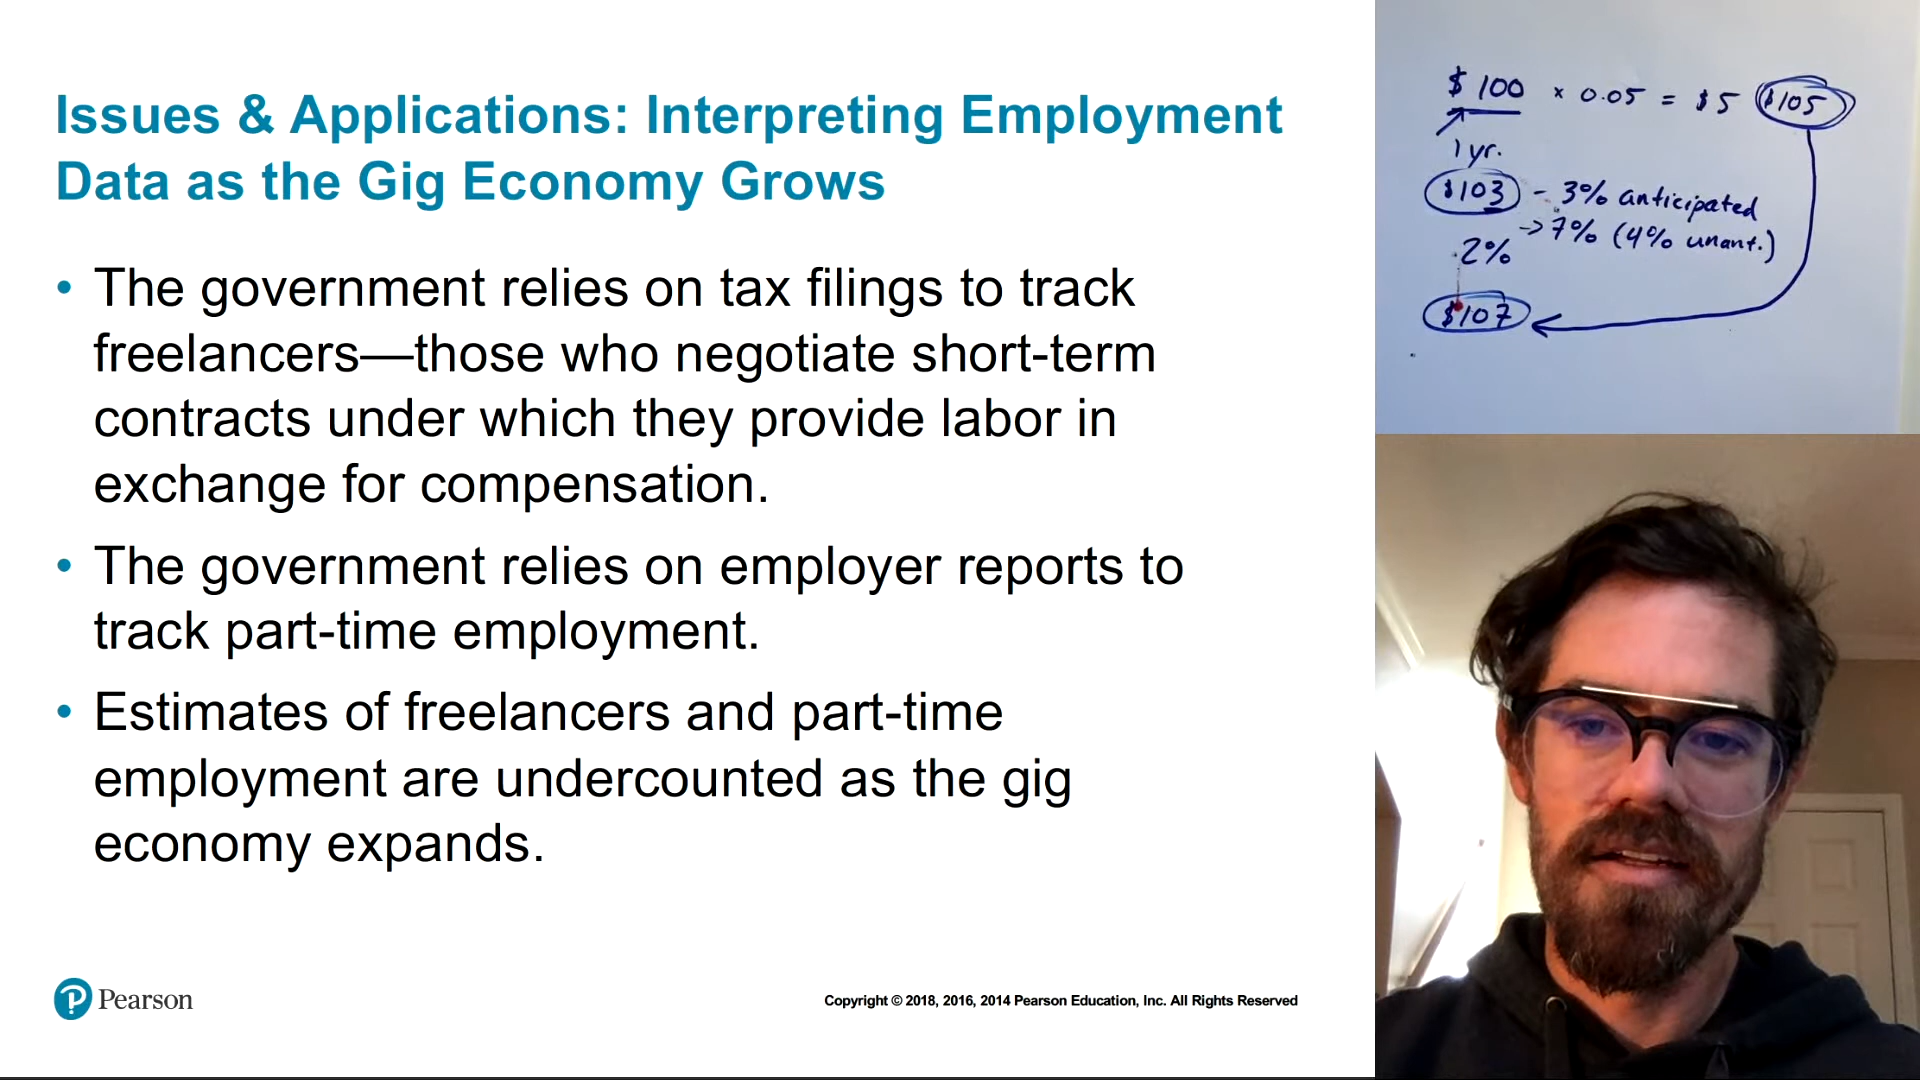 Issues & Applications: Interpreting Employment
Data as the Gig Economy Grows
• The government relies on tax filings to track
freelancers—those who negotiate short-term
contracts under which they provide labor in
exchange for compensation.
• The government relies on employer reports to
track part-time employment.
• Estimates of freelancers and part-time
employment are undercounted as the gig
economy expands.
Pearson
Copyright © 2018, 2016, 2014 Pearson Education, Inc. All Rights Reserved
$100 × 0.05 = $5 $105
1 yr.
$103 - 3% anticipated
→ 7% (4% unant.)
2%
$107